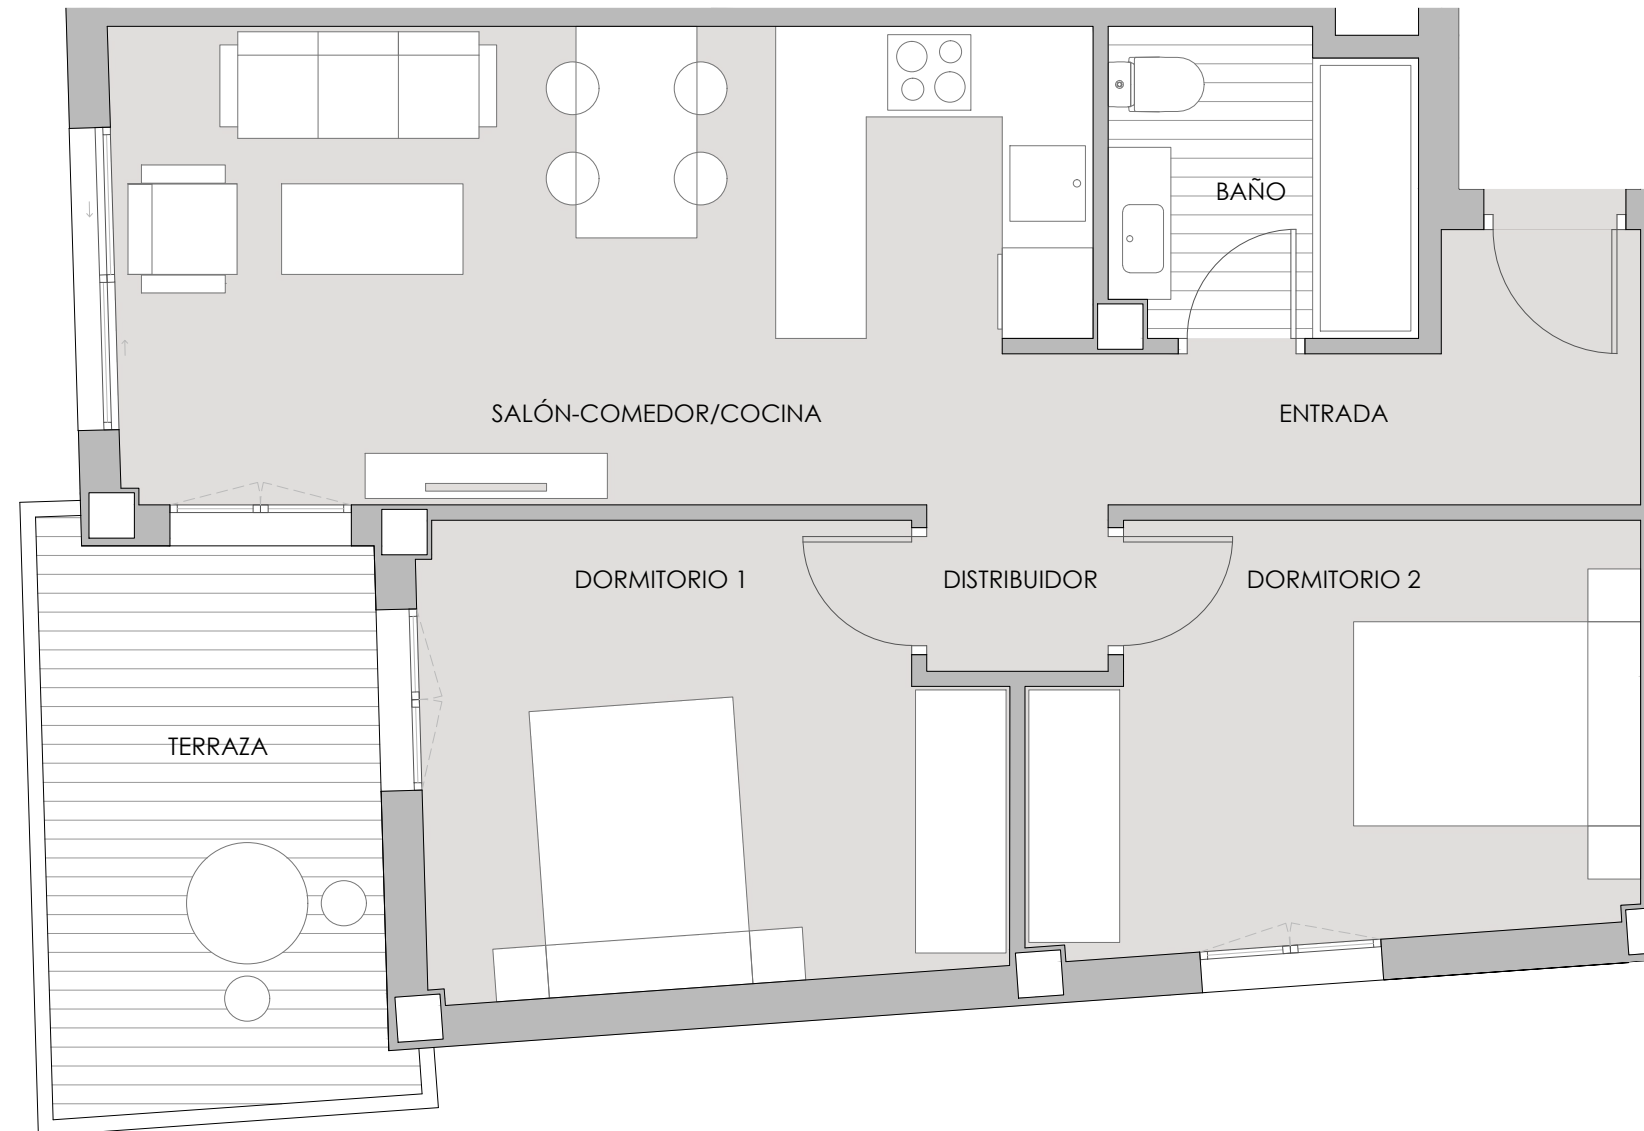 BAÑO
SALÓN-COMEDOR/COCINA
ENTRADA
DORMITORIO 1
DISTRIBUIDOR
DORMITORIO 2
TERRAZA